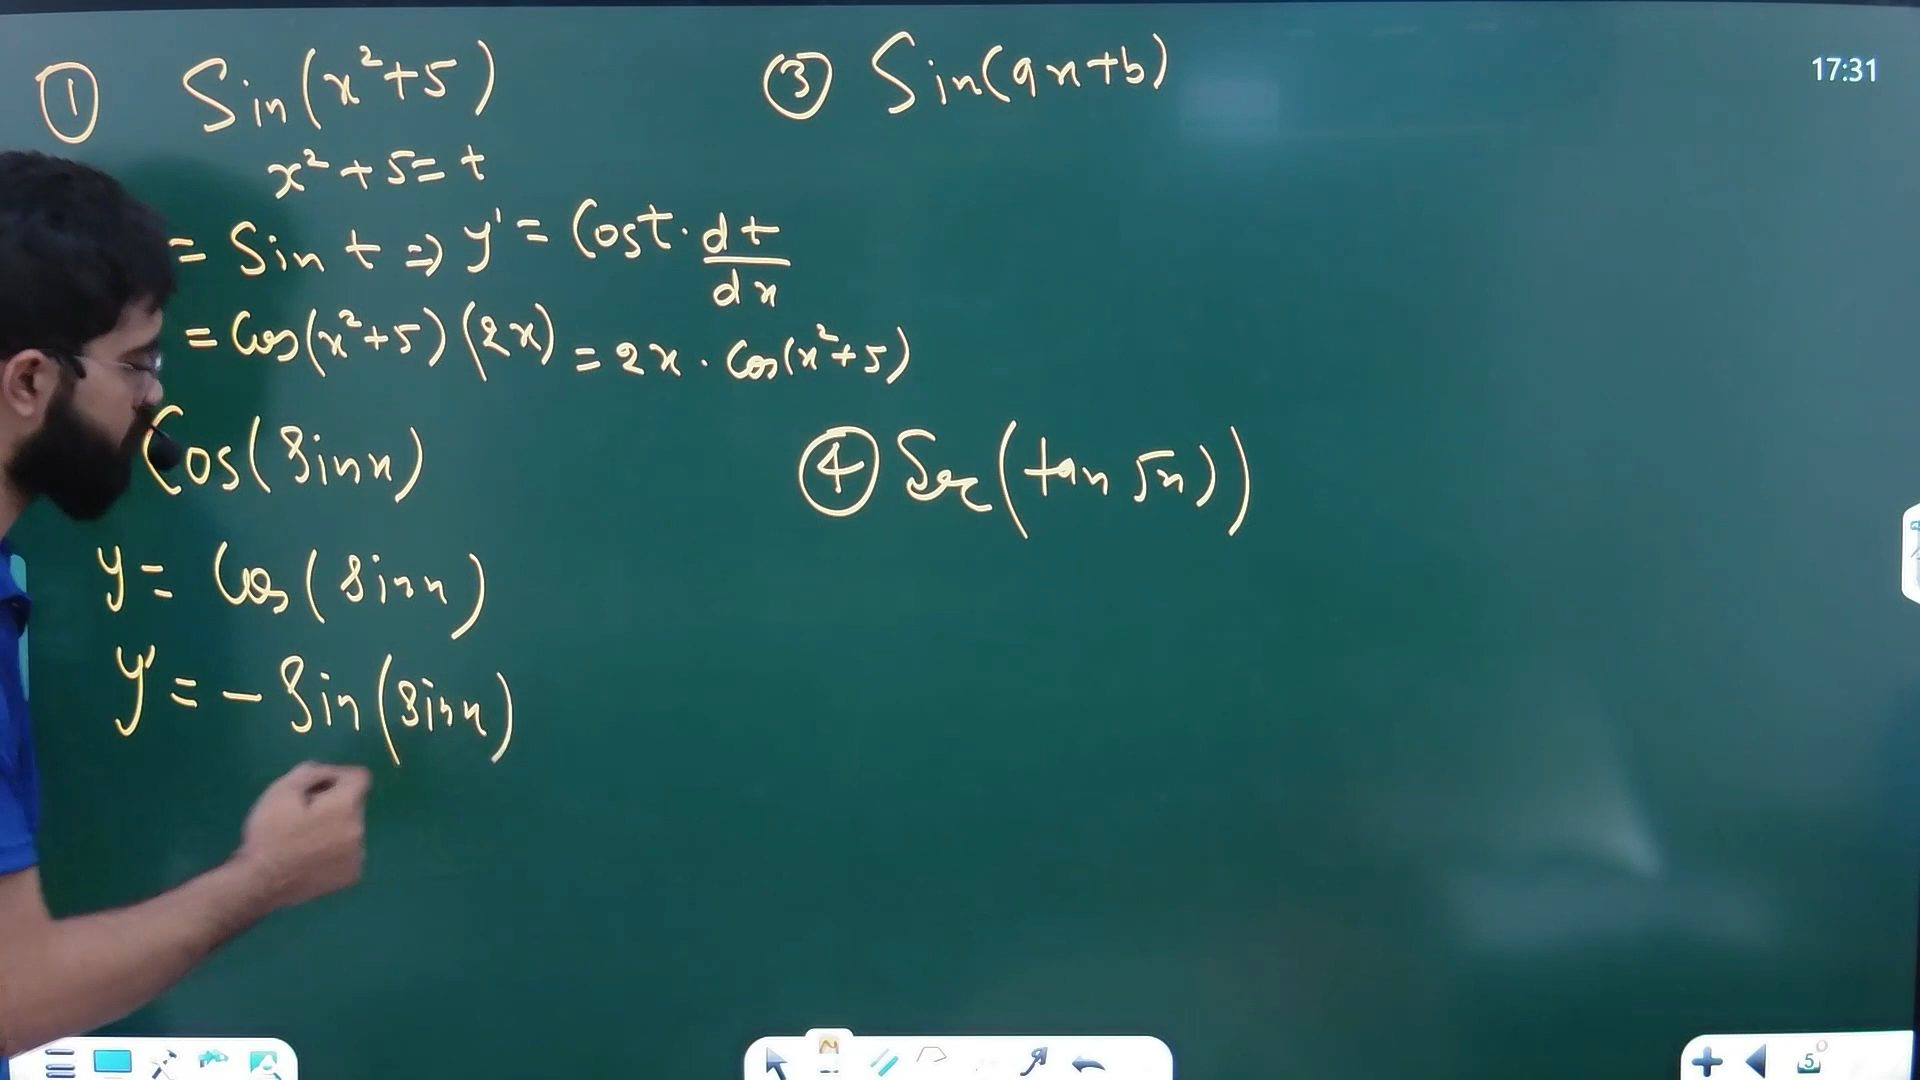 ① Sin(x²+5)
x²+5=t
= Sin t ⇒ y' = Cost. dt/dx
= Cos(x²+5)(2x) = 2x . Cos(x²+5)
Cos(Sinx)
y = Cos(Sinx)
y' = - Sin(Sinx)
③ Sin(ax+b)
④ Sec(tan √x))
17:31
5